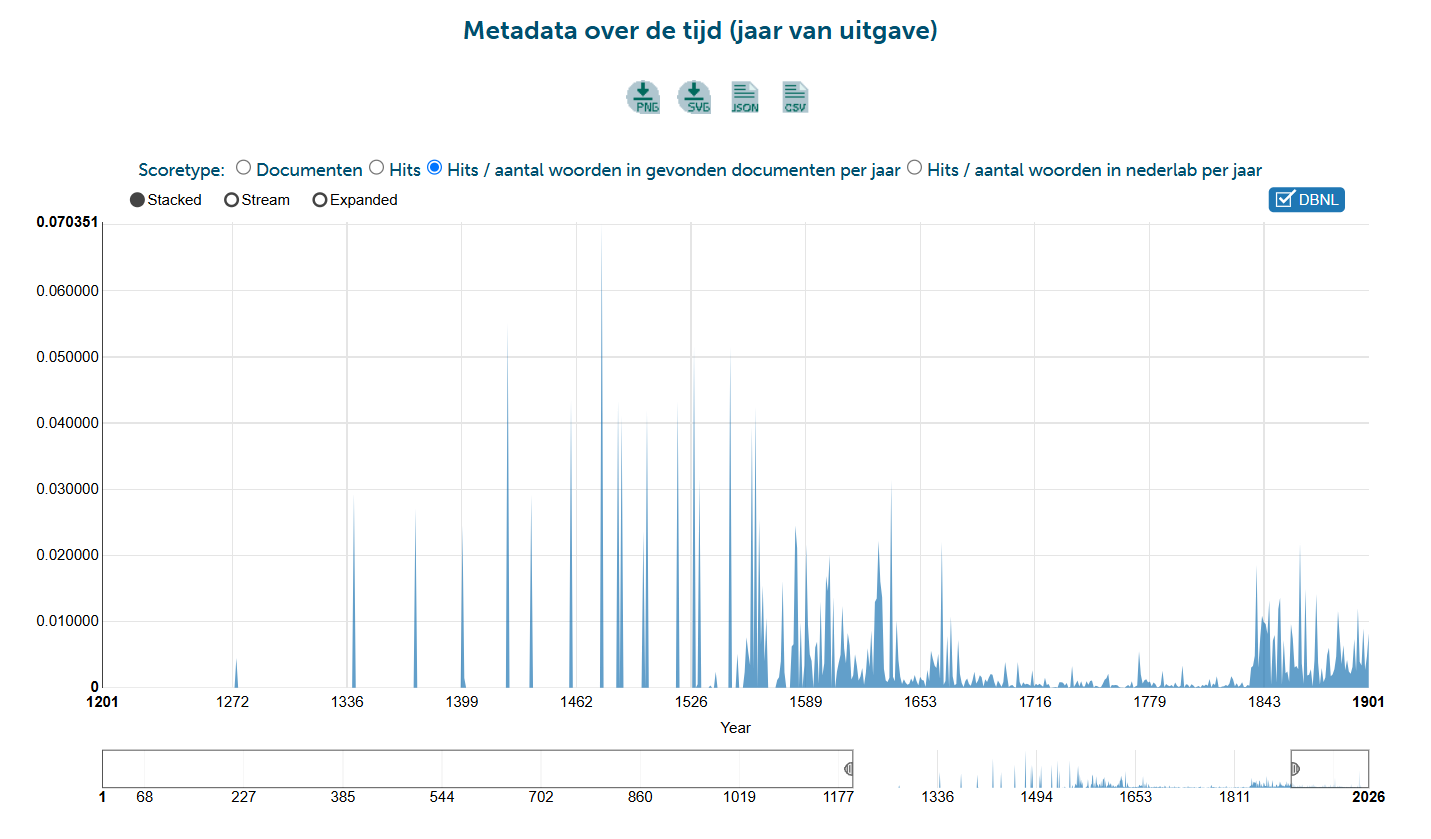 Metadata over de tijd (jaar van uitgave)
PNG SVG JSON CSV
Scoretype: Documenten Hits Hits / aantal woorden in gevonden documenten per jaar Hits / aantal woorden in nederlab per jaar
Stacked Stream Expanded DBNL
0.070351
0.060000
0.050000
0.040000
0.030000
0.020000
0.010000
0
1201 1272 1336 1399 1462 1526 1589 1653 1716 1779 1843 1901
Year
1 68 227 385 544 702 860 1019 1177 1336 1494 1653 1811 2026